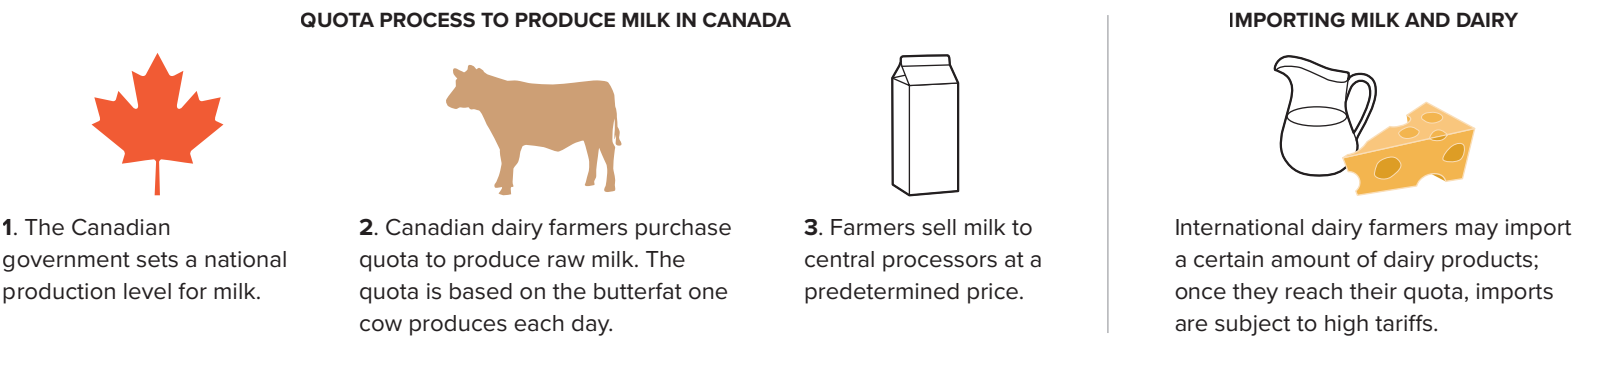 QUOTA PROCESS TO PRODUCE MILK IN CANADA
1. The Canadian
government sets a national
production level for milk.
2. Canadian dairy farmers purchase
quota to produce raw milk. The
quota is based on the butterfat one
cow produces each day.
3. Farmers sell milk to
central processors at a
predetermined price.
IMPORTING MILK AND DAIRY
International dairy farmers may import
a certain amount of dairy products;
once they reach their quota, imports
are subject to high tariffs.